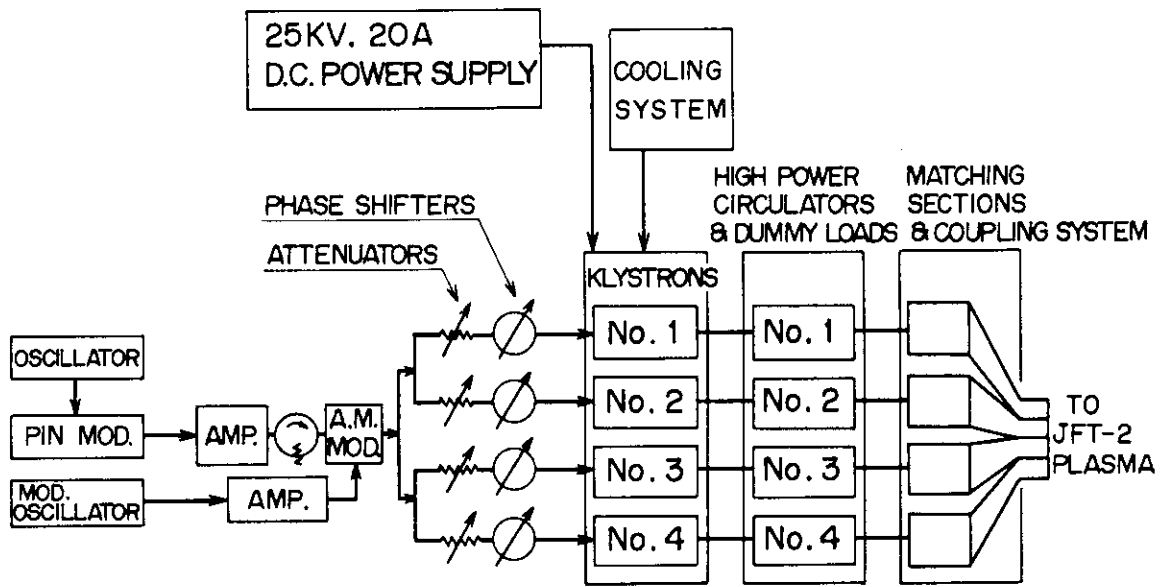 25KV. 20A
D.C. POWER SUPPLY
COOLING
SYSTEM
HIGH POWER
CIRCULATORS
& DUMMY LOADS
MATCHING
SECTIONS
& COUPLING SYSTEM
PHASE SHIFTERS
ATTENUATORS
KLYSTRONS
No. 1
No. 1
OSCILLATOR
No. 2
No. 2
PIN MOD.
AMP.
A.M.
MOD.
TO
JFT-2
PLASMA
No. 3
No. 3
MOD.
OSCILLATOR
AMP.
No. 4
No. 4